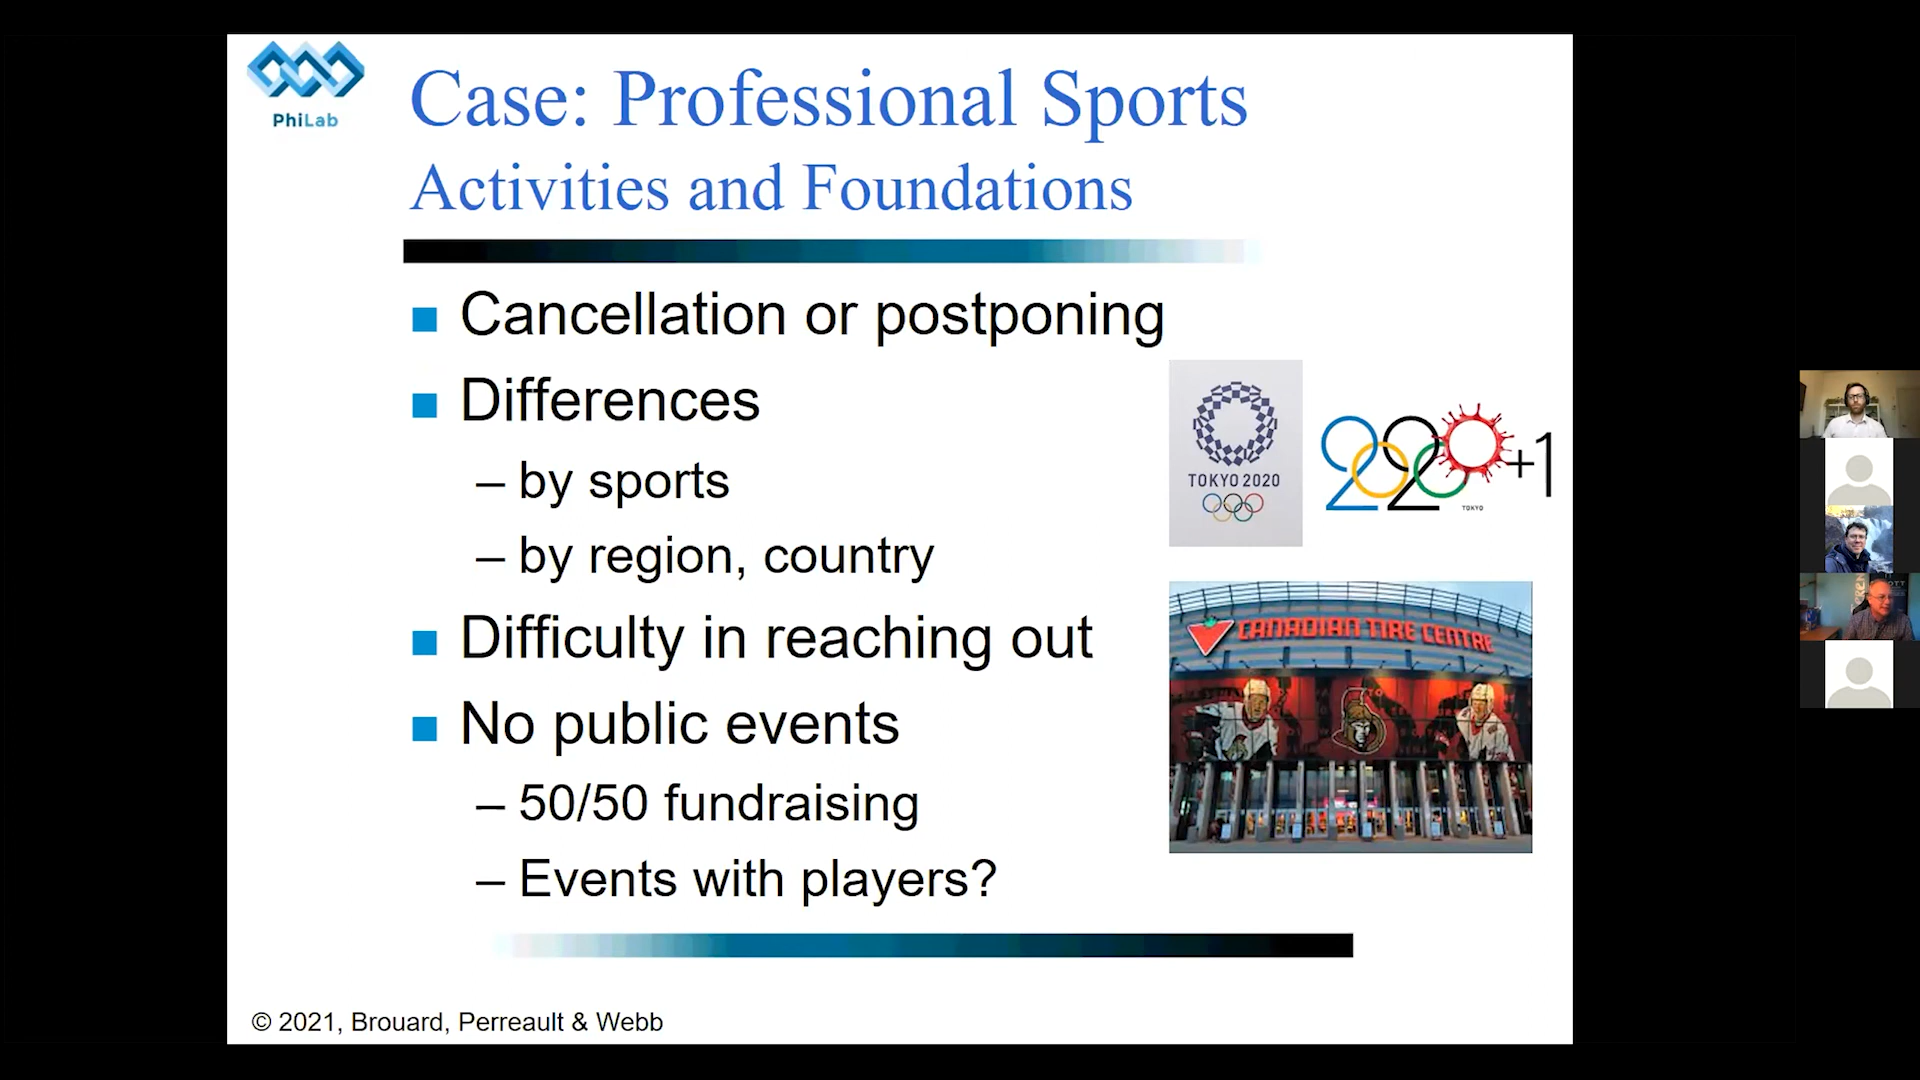 PhiLab
Case: Professional Sports
Activities and Foundations
■ Cancellation or postponing
■ Differences
– by sports
– by region, country
■ Difficulty in reaching out
■ No public events
– 50/50 fundraising
– Events with players?
TOKYO 2020
2020+1
TOKYO
CANADIAN TIRE CENTRE
© 2021, Brouard, Perreault & Webb